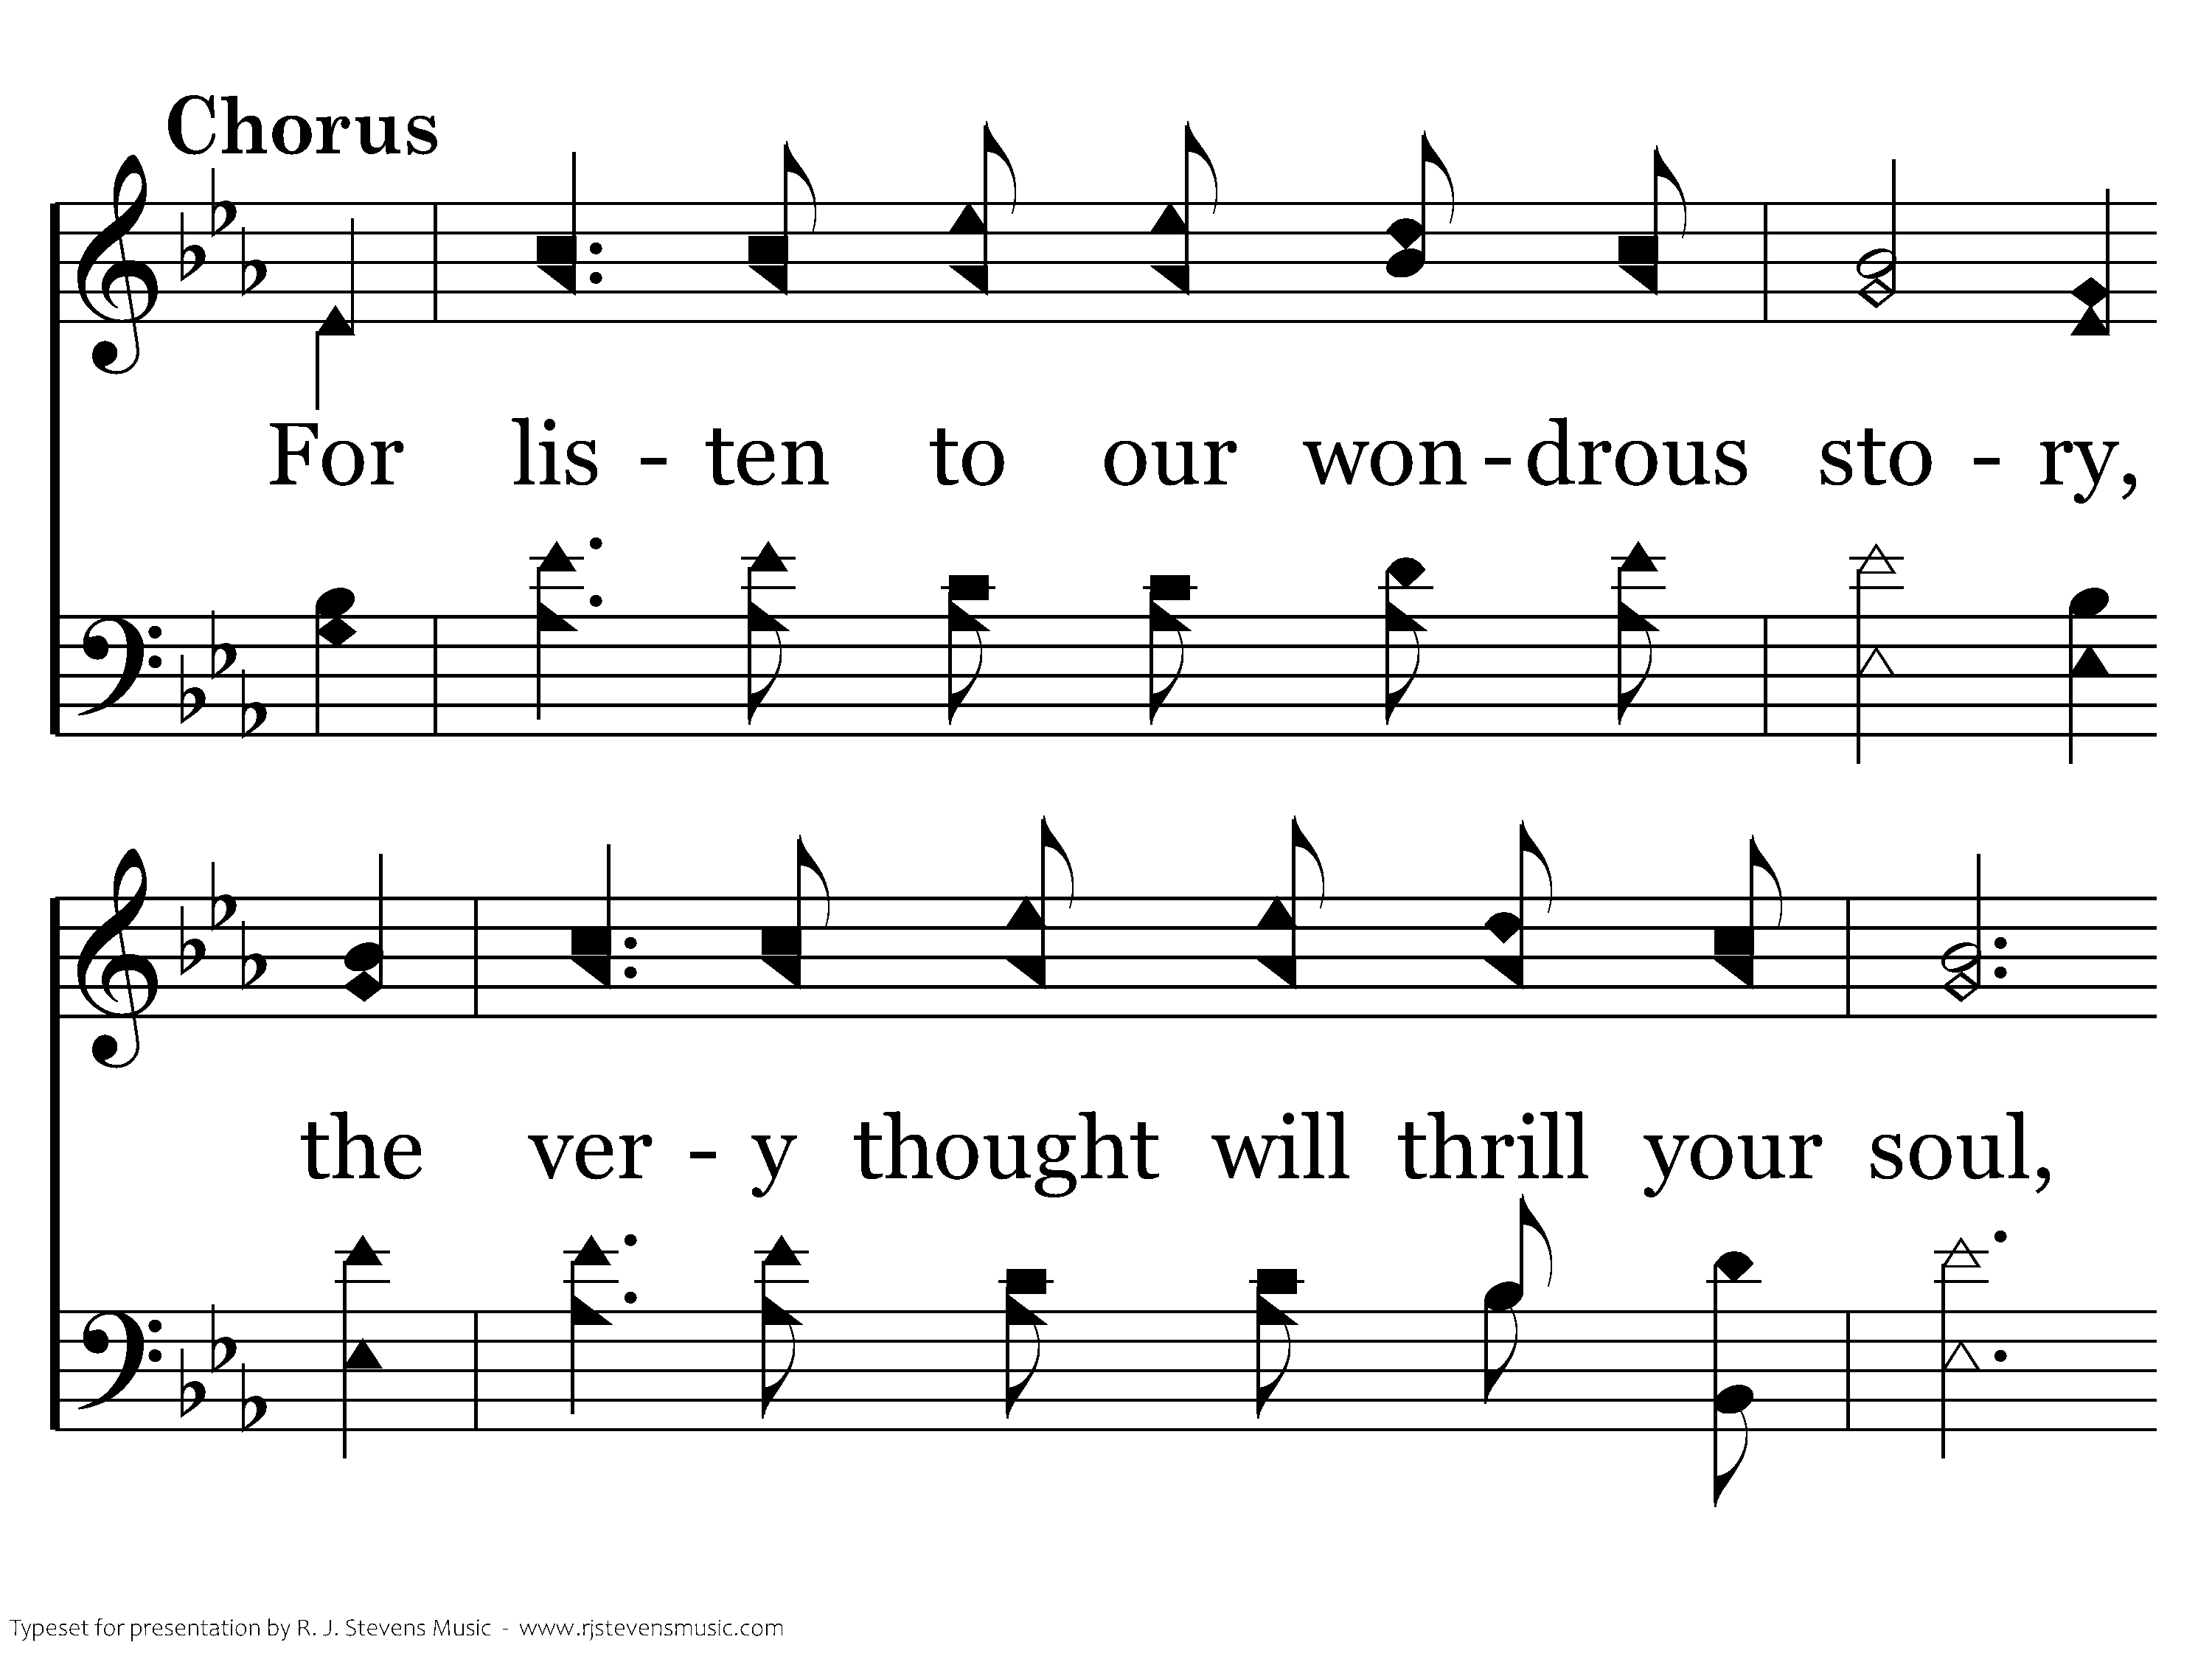 Chorus
For lis - ten to our won - drous sto - ry,
the ver - y thought will thrill your soul,
Typeset for presentation by R. J. Stevens Music - www.rjstevensmusic.com